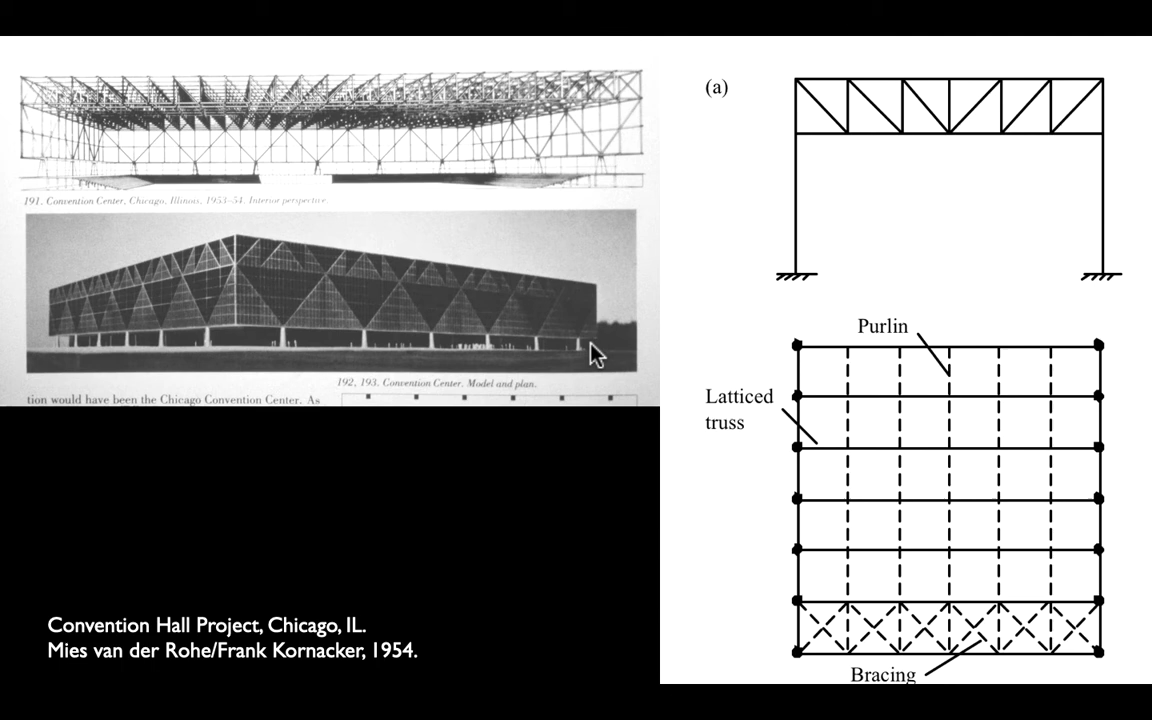 191. Convention Center, Chicago, Illinois, 1953–54. Interior perspective.
192, 193. Convention Center. Model and plan.
tion would have been the Chicago Convention Center. As
Convention Hall Project, Chicago, IL.
Mies van der Rohe/Frank Kornacker, 1954.
(a)
Purlin
Latticed
truss
Bracing